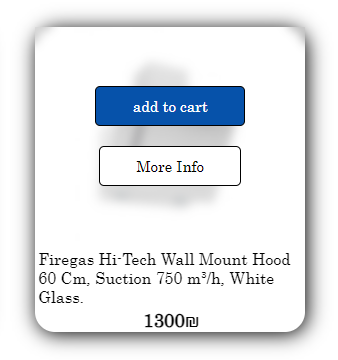 add to cart
More Info
Firegas Hi-Tech Wall Mount Hood
60 Cm, Suction 750 m³/h, White
Glass.
1300₪